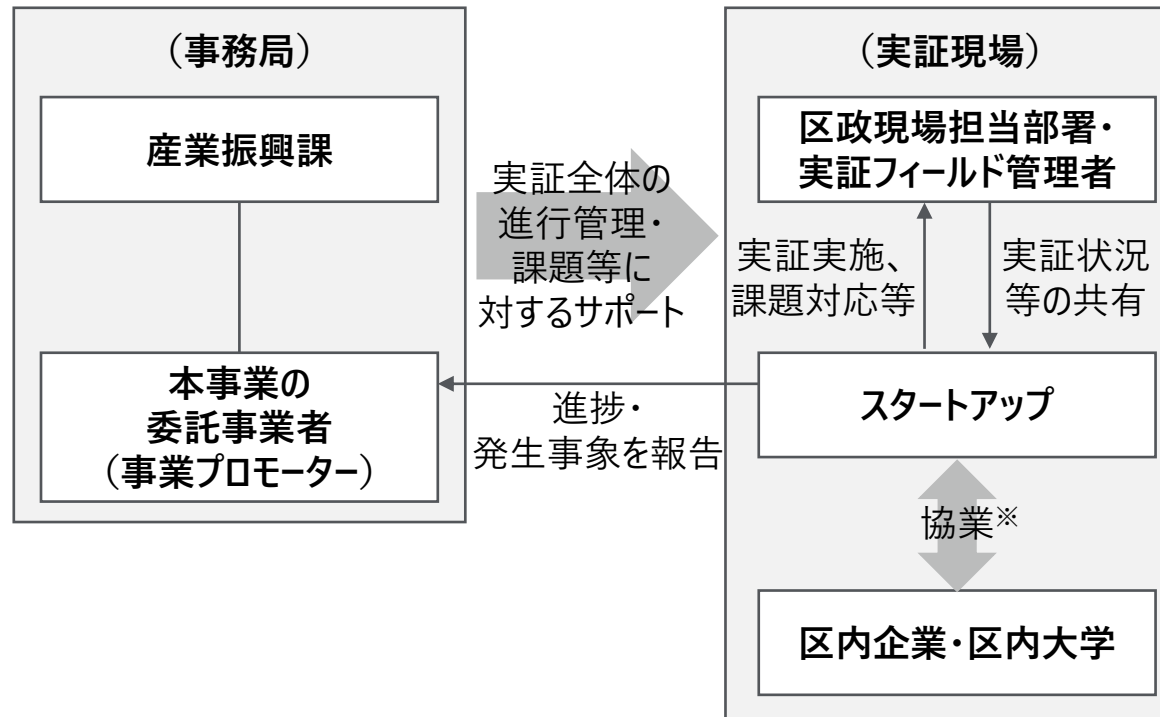 （事務局）
産業振興課
本事業の
委託事業者
（事業プロモーター）
実証全体の
進行管理・
課題等に
対するサポート
進捗・
発生事象を報告
（実証現場）
区政現場担当部署・
実証フィールド管理者
実証実施、
課題対応等
実証状況
等の共有
スタートアップ
協業※
区内企業・区内大学